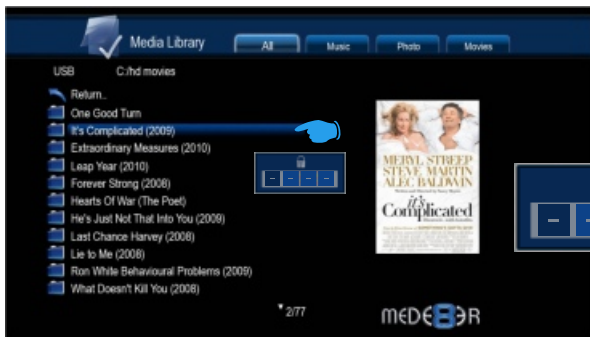 Media Library
All
Music
Photo
Movies
USB
C:/hd movies
Return..
One Good Turn
It's Complicated (2009)
Extraordinary Measures (2010)
Leap Year (2010)
Forever Strong (2008)
Hearts Of War (The Poet)
He's Just Not That Into You (2009)
Last Chance Harvey (2008)
Lie to Me (2008)
Ron White Behavioural Problems (2009)
What Doesn't Kill You (2008)
MERYL STREEP
STEVE MARTIN
ALEC BALDWIN
it's
Complicated
- - - -
-
2/77
MEDE8ER